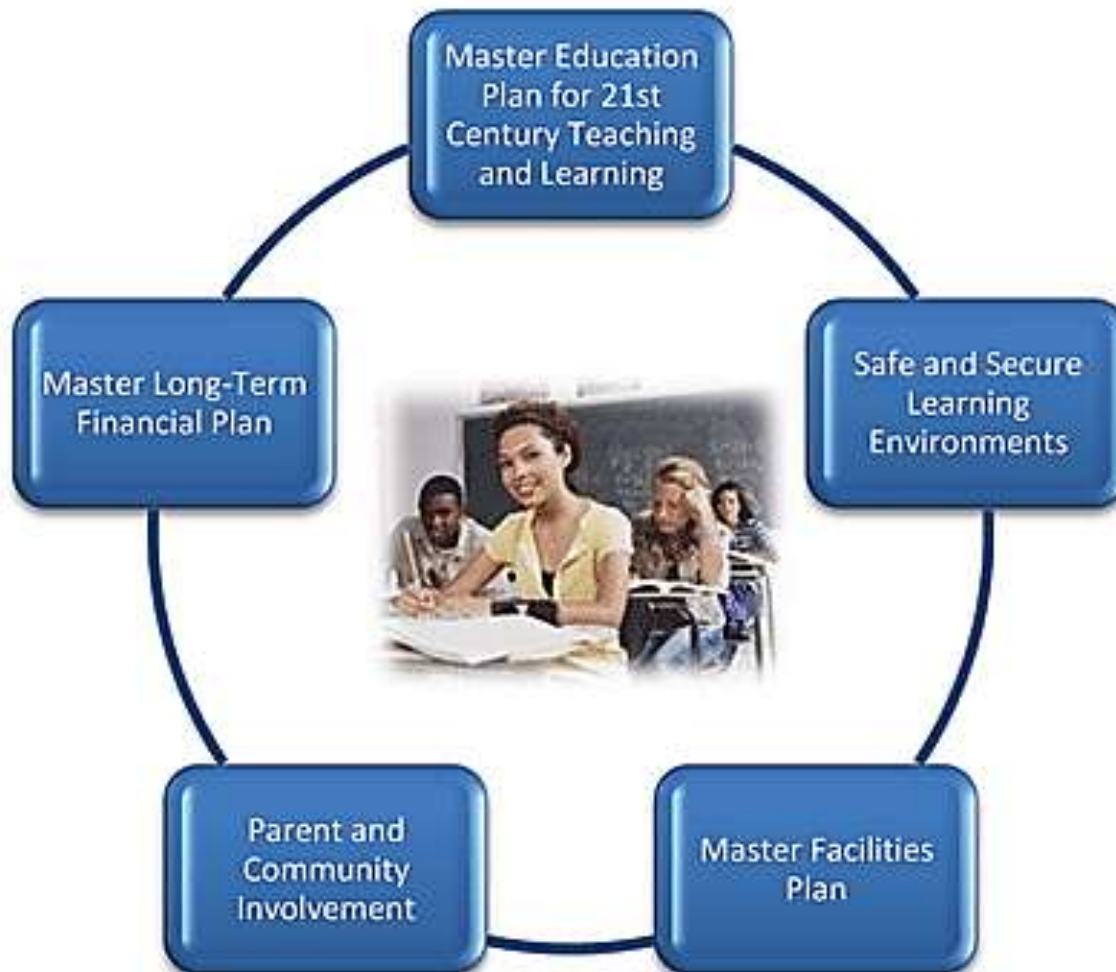 Master Education
Plan for 21st
Century Teaching
and Learning
Safe and Secure
Learning
Environments
Master Facilities
Plan
Parent and
Community
Involvement
Master Long-Term
Financial Plan